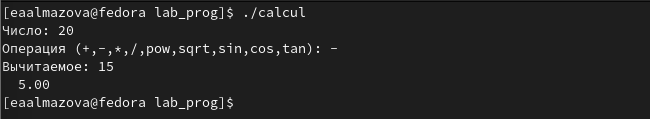 [eaalmazova@fedora lab_prog]$ ./calcul
Число: 20
Операция (+,-,*,/,pow,sqrt,sin,cos,tan): -
Вычитаемое: 15
  5.00
[eaalmazova@fedora lab_prog]$